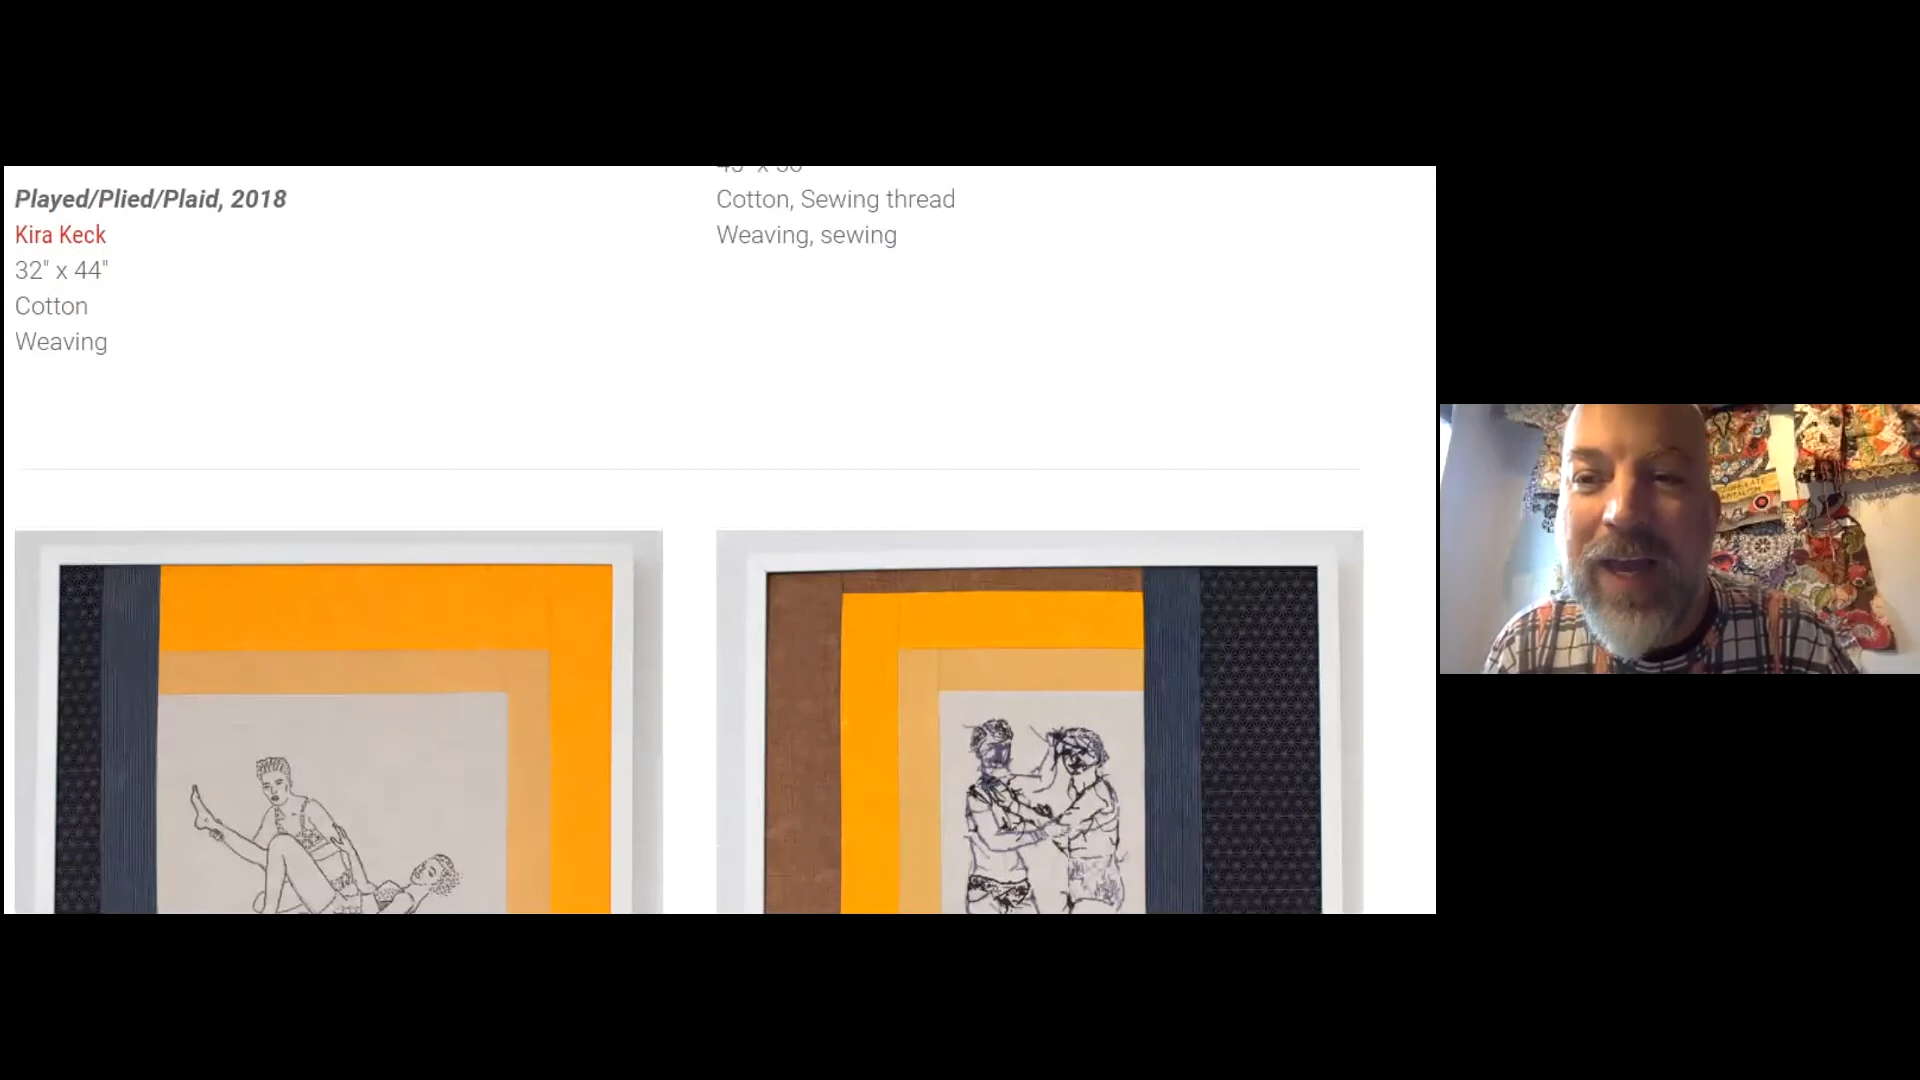 Played/Plied/Plaid, 2018
Kira Keck
32" x 44"
Cotton
Weaving
Cotton, Sewing thread
Weaving, sewing